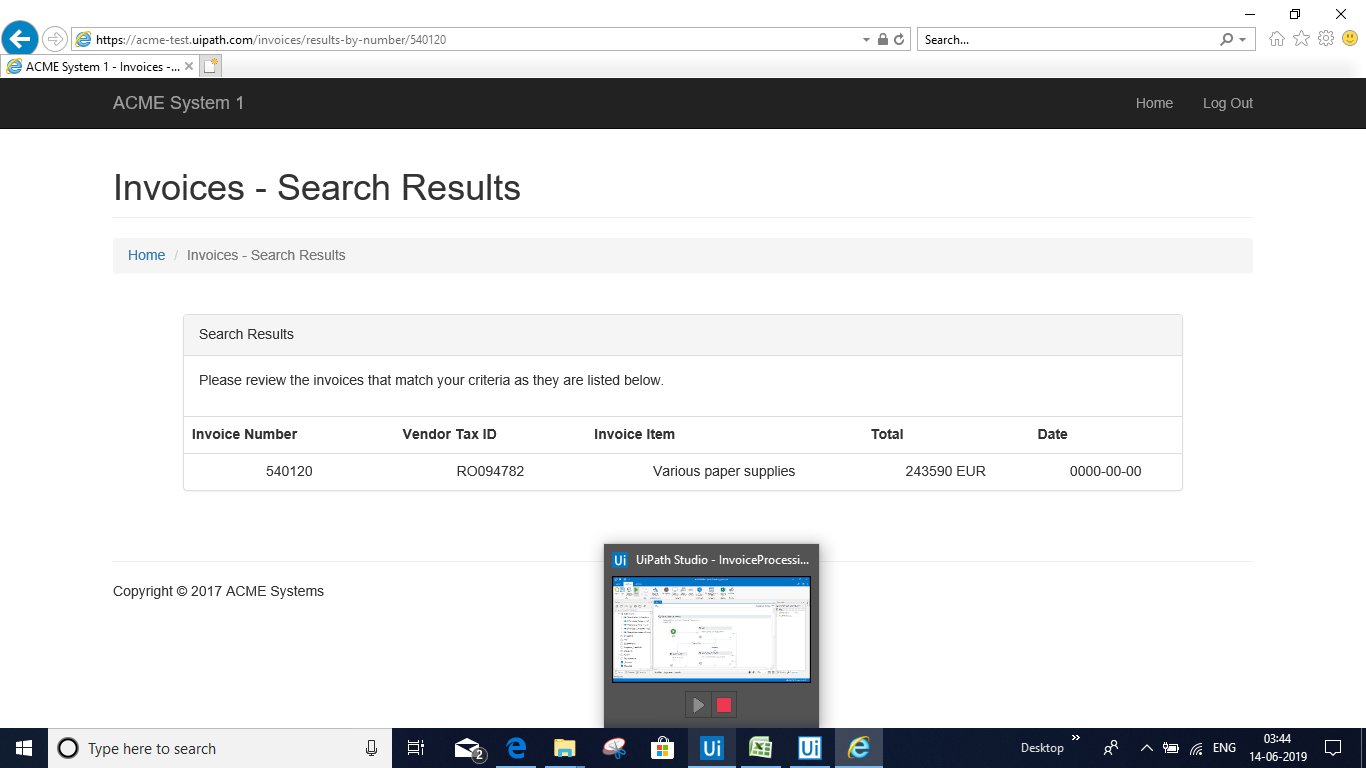 https://acme-test.uipath.com/invoices/results-by-number/540120
Search...
ACME System 1 - Invoices -...
ACME System 1
Home
Log Out
Invoices - Search Results
Home / Invoices - Search Results
Search Results
Please review the invoices that match your criteria as they are listed below.
Invoice Number Vendor Tax ID Invoice Item Total Date
540120 RO094782 Various paper supplies 243590 EUR 0000-00-00
Ui UiPath Studio - InvoiceProcessi...
Copyright © 2017 ACME Systems
Type here to search
2
Ui
Ui
Desktop
ENG
03:44
14-06-2019